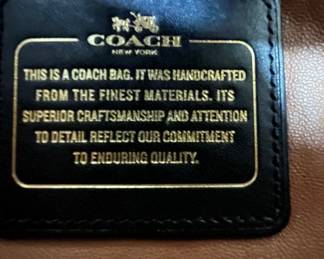 COACH
NEW YORK
THIS IS A COACH BAG. IT WAS HANDCRAFTED
FROM THE FINEST MATERIALS. ITS
SUPERIOR CRAFTSMANSHIP AND ATTENTION
TO DETAIL REFLECT OUR COMMITMENT
TO ENDURING QUALITY.